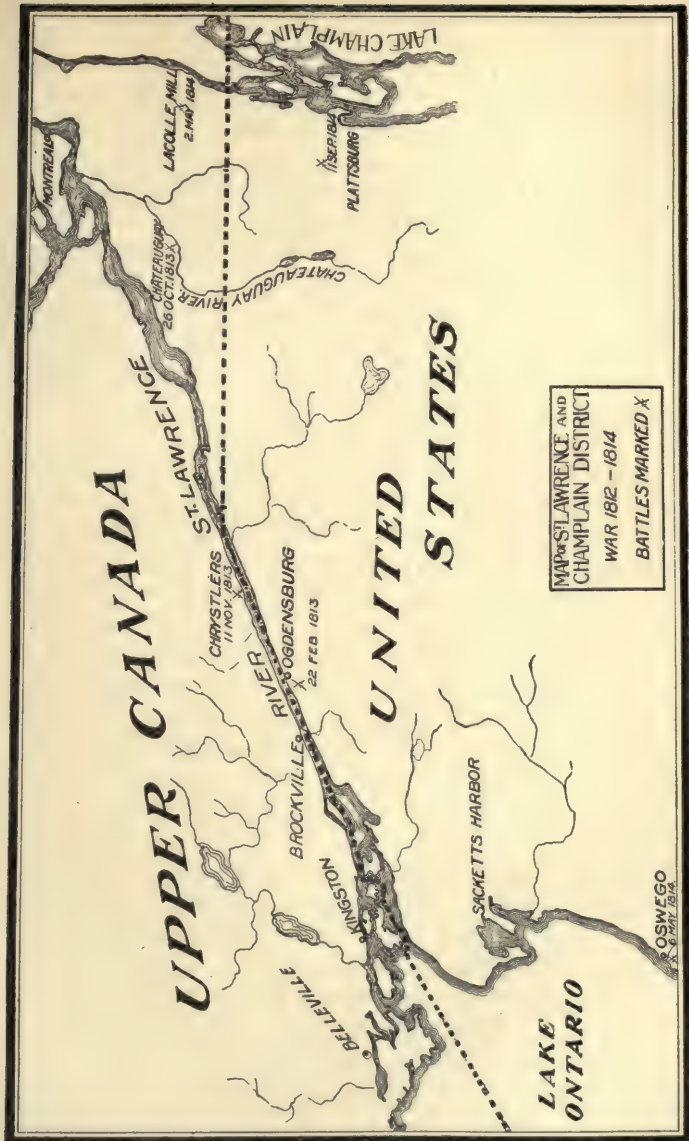 UPPER CANADA
MONTREAL
LACOLLE MILL
2. MAY 1814
LAKE CHAMPLAIN
CHATEAUGUAY
26 OCT. 1813
11 SEP. 1814
PLATTSBURG
CHATEAUGUAY
RIVER
ST. LAWRENCE
RIVER
CHRYSTLERS
11 NOV. 1813
OGDENSBURG
22 FEB 1813
BROCKVILLE
UNITED
STATES
KINGSTON
BELLEVILLE
SACKETTS HARBOR
OSWEGO
6 MAY 1814.
LAKE
ONTARIO
MAP OF ST. LAWRENCE AND
CHAMPLAIN DISTRICT
WAR 1812 - 1814
BATTLES MARKED X